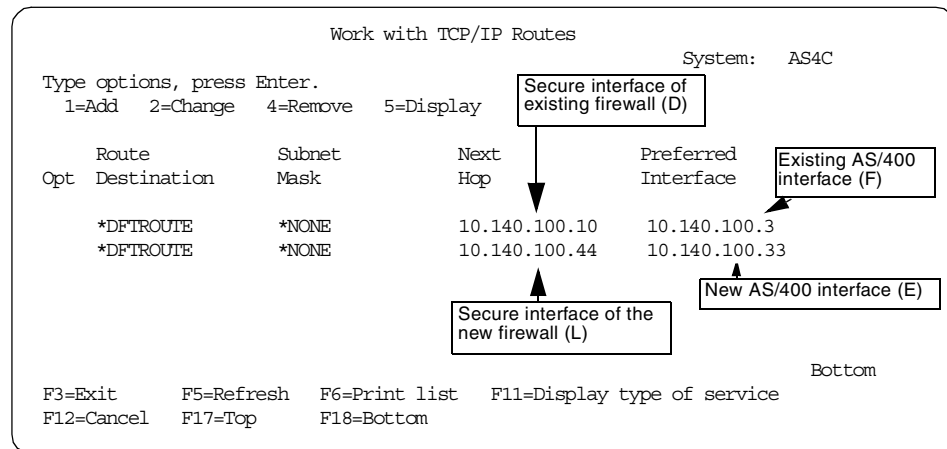 Work with TCP/IP Routes
System: AS4C
Type options, press Enter.
1=Add 2=Change 4=Remove 5=Display
Secure interface of
existing firewall (D)
Route Subnet Next Preferred
Opt Destination Mask Hop Interface
Existing AS/400
interface (F)
*DFTROUTE *NONE 10.140.100.10 10.140.100.3
*DFTROUTE *NONE 10.140.100.44 10.140.100.33
New AS/400 interface (E)
Secure interface of the
new firewall (L)
Bottom
F3=Exit F5=Refresh F6=Print list F11=Display type of service
F12=Cancel F17=Top F18=Bottom